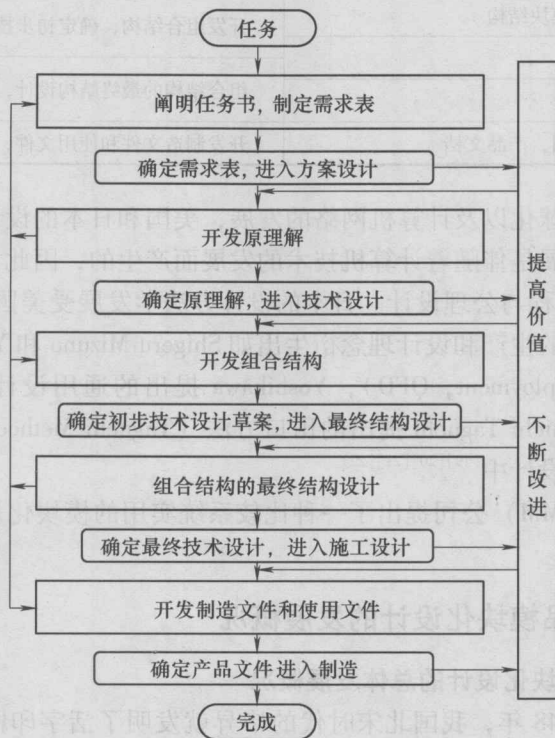 任务
阐明任务书，制定需求表
确定需求表，进入方案设计
开发原理解
确定原理解，进入技术设计
开发组合结构
确定初步技术设计草案，进入最终结构设计
组合结构的最终结构设计
确定最终技术设计，进入施工设计
开发制造文件和使用文件
确定产品文件进入制造
完成
提高价值
不断改进